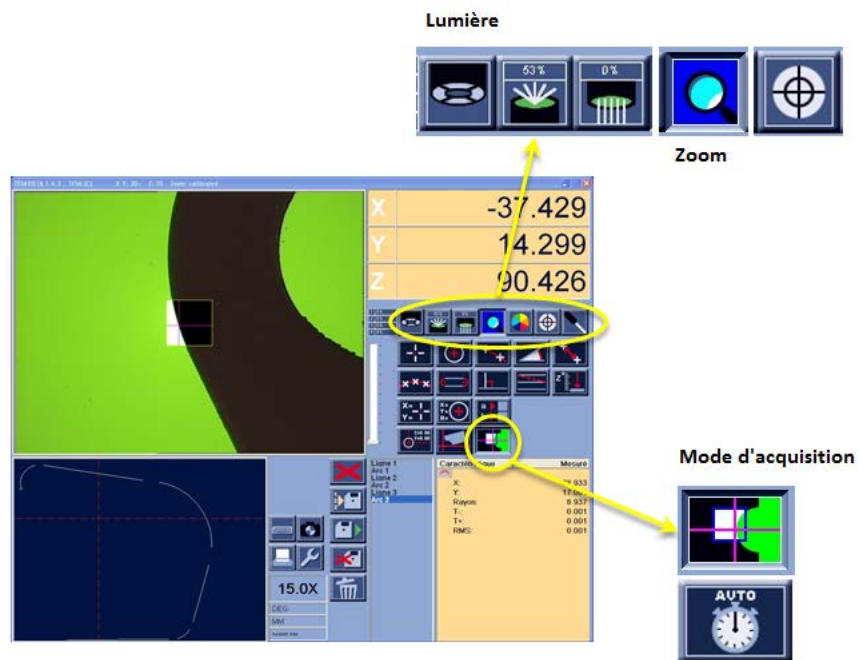 Lumière
53%
0%
Zoom
X -37.429
Y 14.299
Z 90.426
Ligne 1
Arc 1
Ligne 2
Arc 2
Ligne 3
Arc 3
Mesuré
X:
Y:
Rayon:
T-: 0.001
T+: 0.001
RMS: 0.001
Mode d'acquisition
AUTO
15.0X
DEG
MM